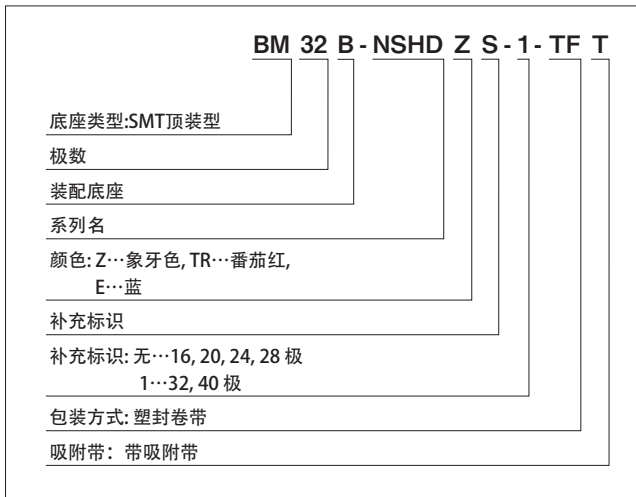 BM 32 B - NSHD Z S - 1 - TF T
底座类型:SMT顶装型
极数
装配底座
系列名
颜色: Z…象牙色, TR…番茄红,
E…蓝
补充标识
补充标识: 无…16, 20, 24, 28 极
1…32, 40 极
包装方式: 塑封卷带
吸附带： 带吸附带